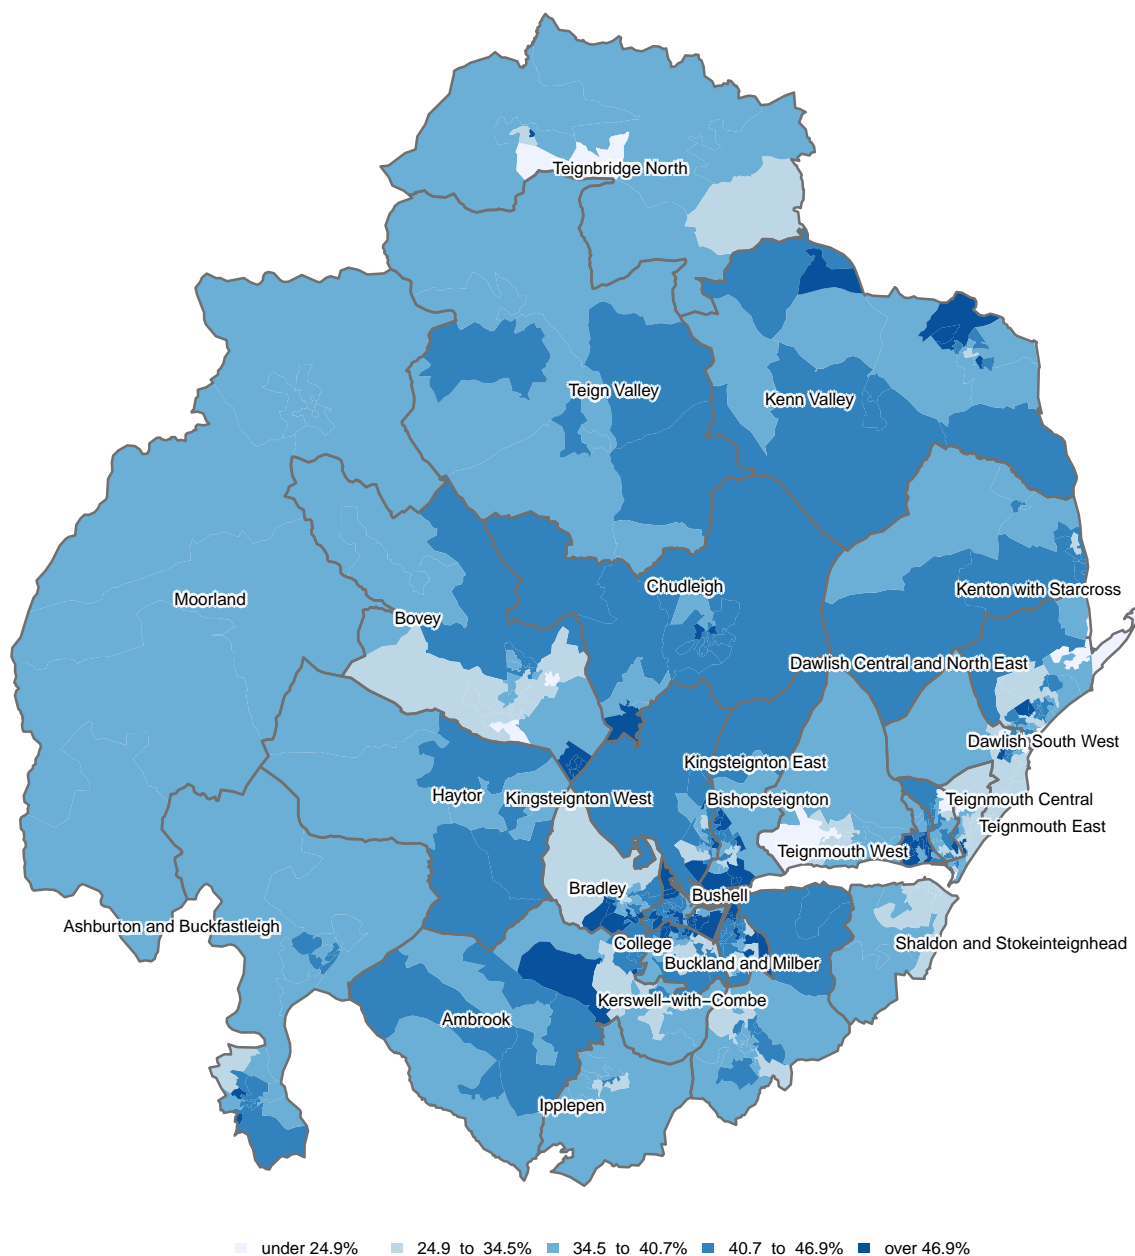 Teignbridge North
Teign Valley
Kenn Valley
Chudleigh
Kenton with Starcross
Moorland
Bovey
Dawlish Central and North East
Dawlish South West
Kingsteignton East
Haytor
Kingsteignton West
Bishopsteignton
Teignmouth Central
Teignmouth East
Teignmouth West
Bradley
Bushell
Ashburton and Buckfastleigh
College
Shaldon and Stokeinteignhead
Buckland and Milber
Kerswell−with−Combe
Ambrook
Ipplepen
under 24.9% 24.9 to 34.5% 34.5 to 40.7% 40.7 to 46.9% over 46.9%